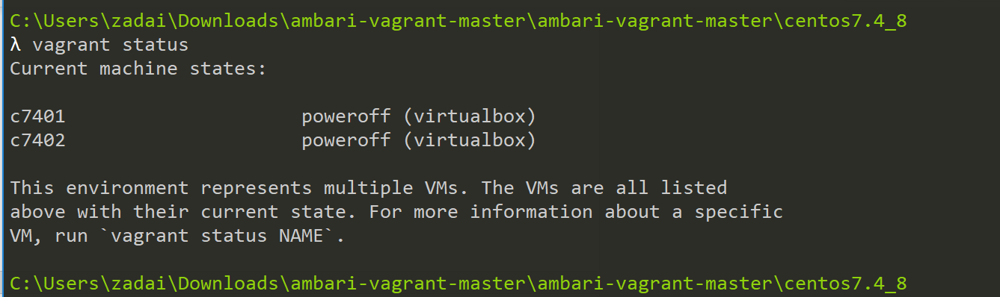 C:\Users\zadai\Downloads\ambari-vagrant-master\ambari-vagrant-master\centos7.4_8
λ vagrant status
Current machine states:
c7401                     poweroff (virtualbox)
c7402                     poweroff (virtualbox)
This environment represents multiple VMs. The VMs are all listed
above with their current state. For more information about a specific
VM, run `vagrant status NAME`.
C:\Users\zadai\Downloads\ambari-vagrant-master\ambari-vagrant-master\centos7.4_8